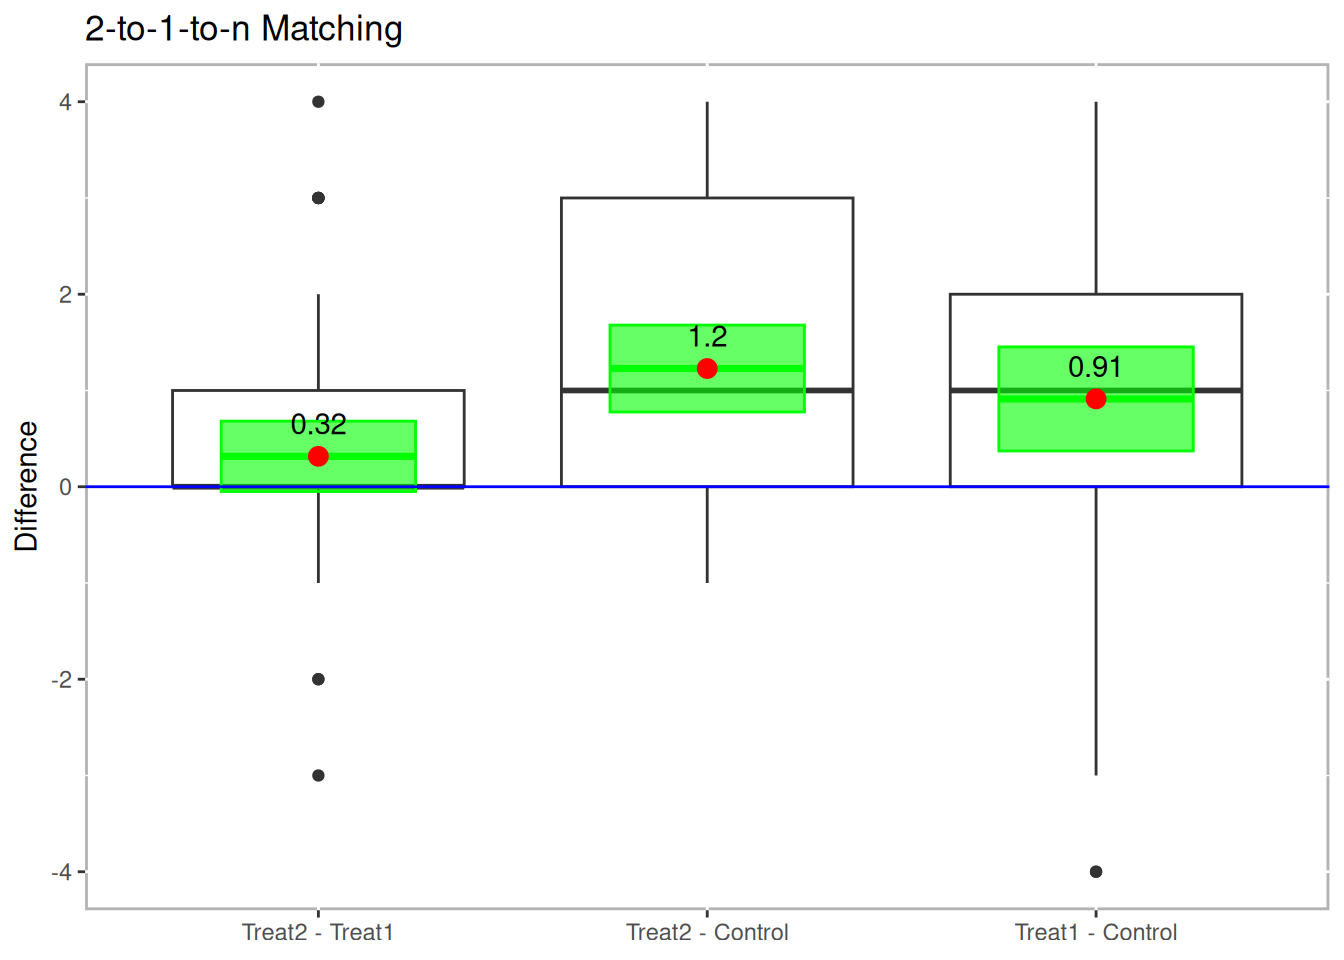 2-to-1-to-n Matching
Difference
4
2
0
-2
-4
0.32
1.2
0.91
Treat2 - Treat1
Treat2 - Control
Treat1 - Control